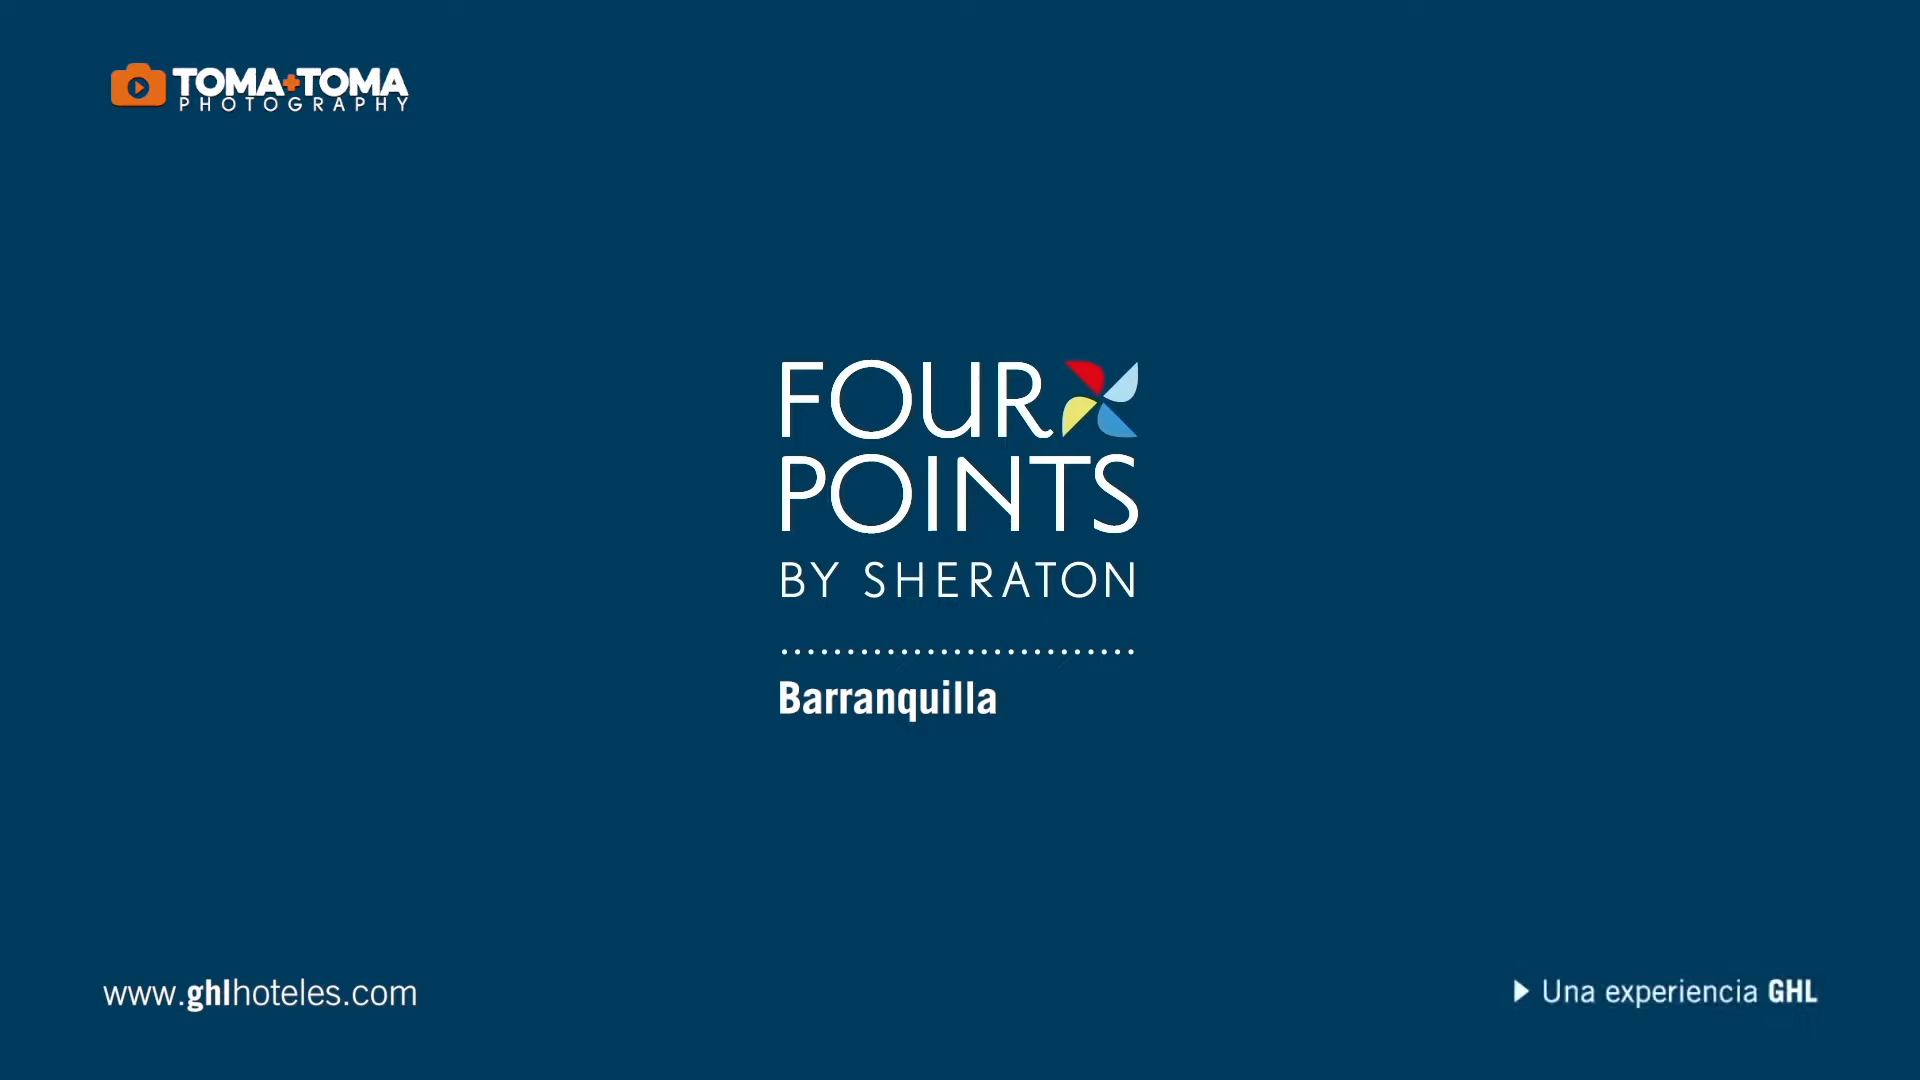 TOMA+TOMA
PHOTOGRAPHY
FOUR
POINTS
BY SHERATON
Barranquilla
www.ghlhoteles.com
Una experiencia GHL